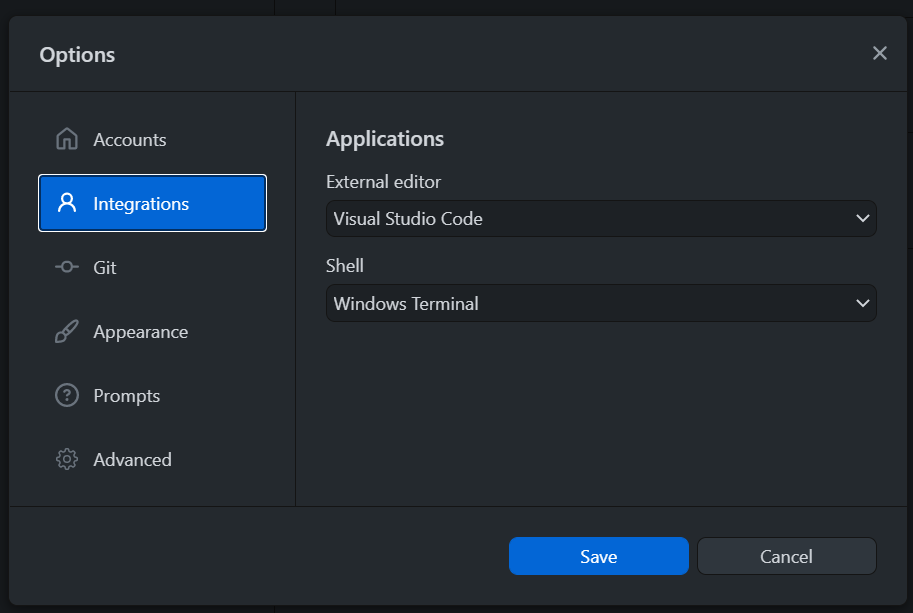 Options
Accounts
Integrations
Git
Appearance
Prompts
Advanced
Applications
External editor
Visual Studio Code
Shell
Windows Terminal
Save
Cancel